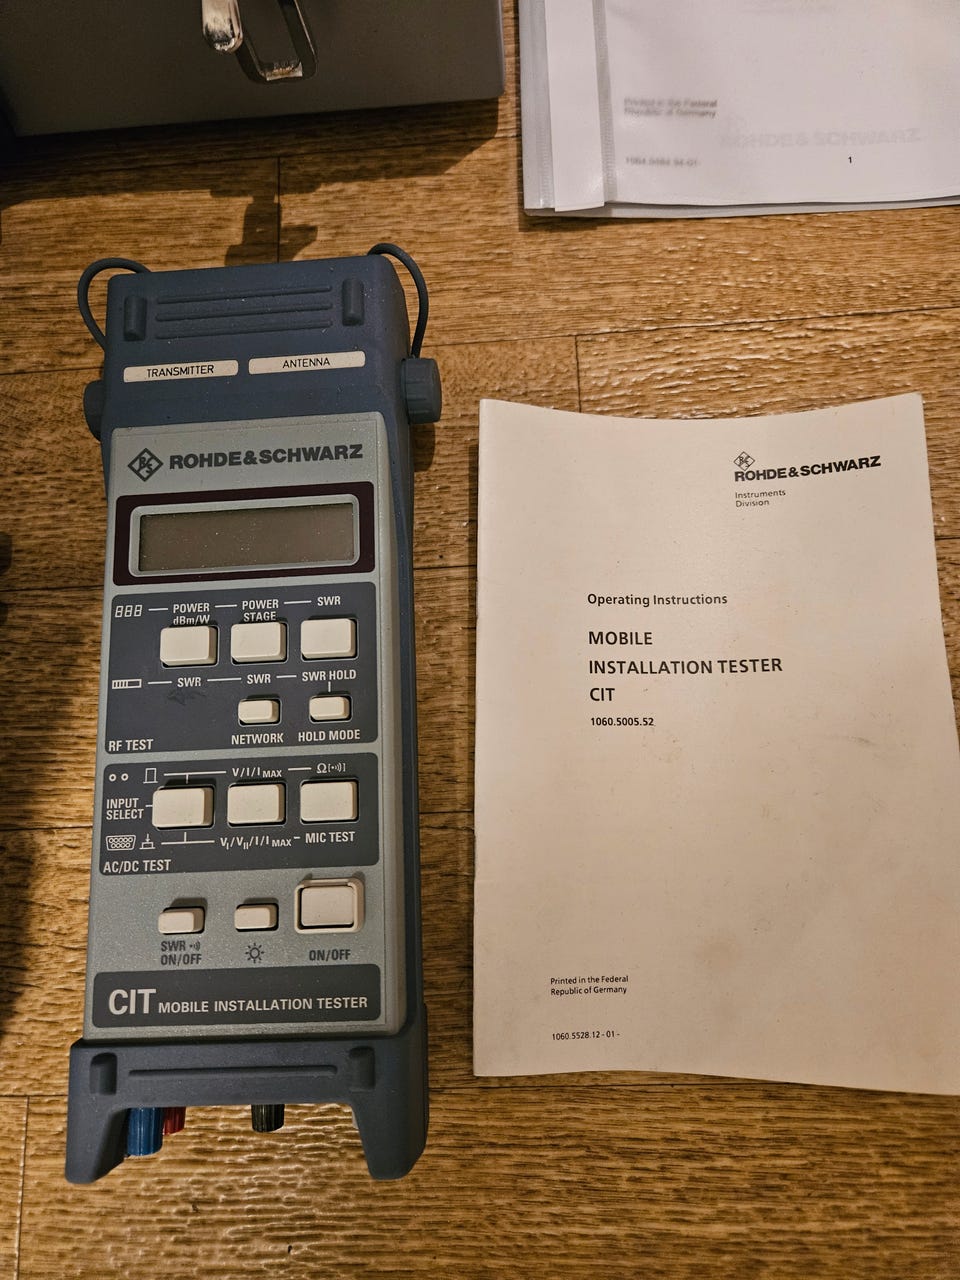 Printed in the Federal
Republic of Germany
ROHDE & SCHWARZ
1
TRANSMITTER
ANTENNA
ROHDE & SCHWARZ
888
POWER
dBm/W
POWER
STAGE
SWR
SWR
SWR
SWR HOLD
NETWORK
HOLD MODE
RF TEST
V/I/I MAX
Ω[•))]
INPUT
SELECT
V_I/V_II/I/I MAX
MIC TEST
AC/DC TEST
SWR •))
ON/OFF
ON/OFF
CIT MOBILE INSTALLATION TESTER
ROHDE & SCHWARZ
Instruments
Division
Operating Instructions
MOBILE
INSTALLATION TESTER
CIT
1060.5005.52
Printed in the Federal
Republic of Germany
1060.5528.12 - 01 -